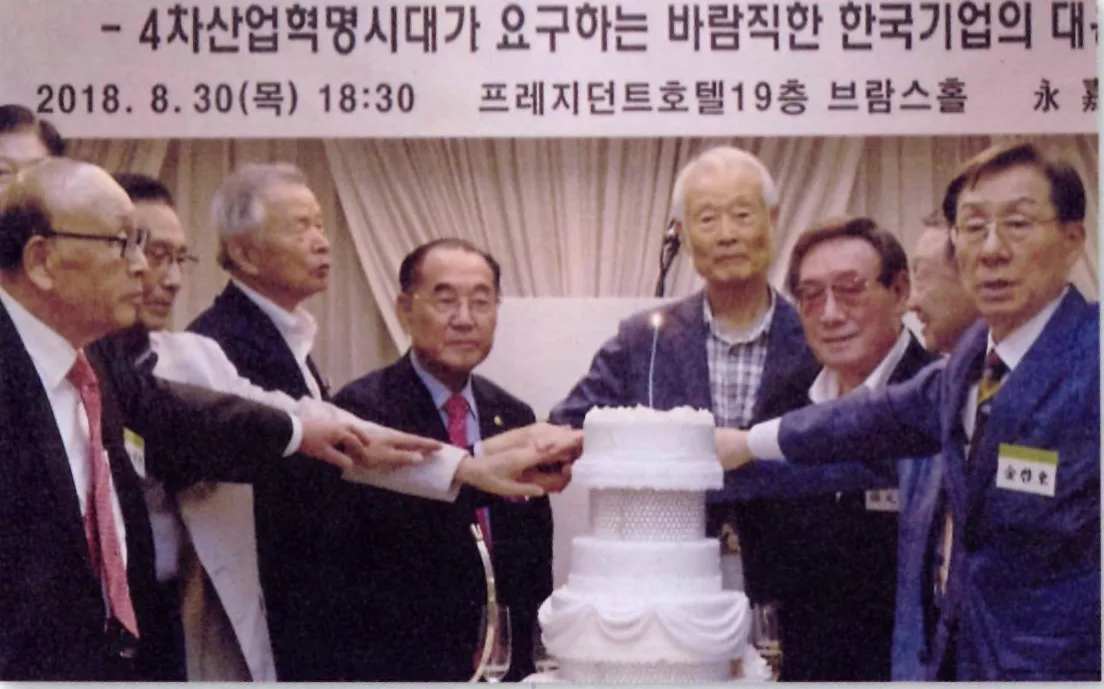 - 4차산업혁명시대가 요구하는 바람직한 한국기업의 대
2018. 8.30(목) 18:30 프레지던트호텔19층 브람스홀 永 嘉